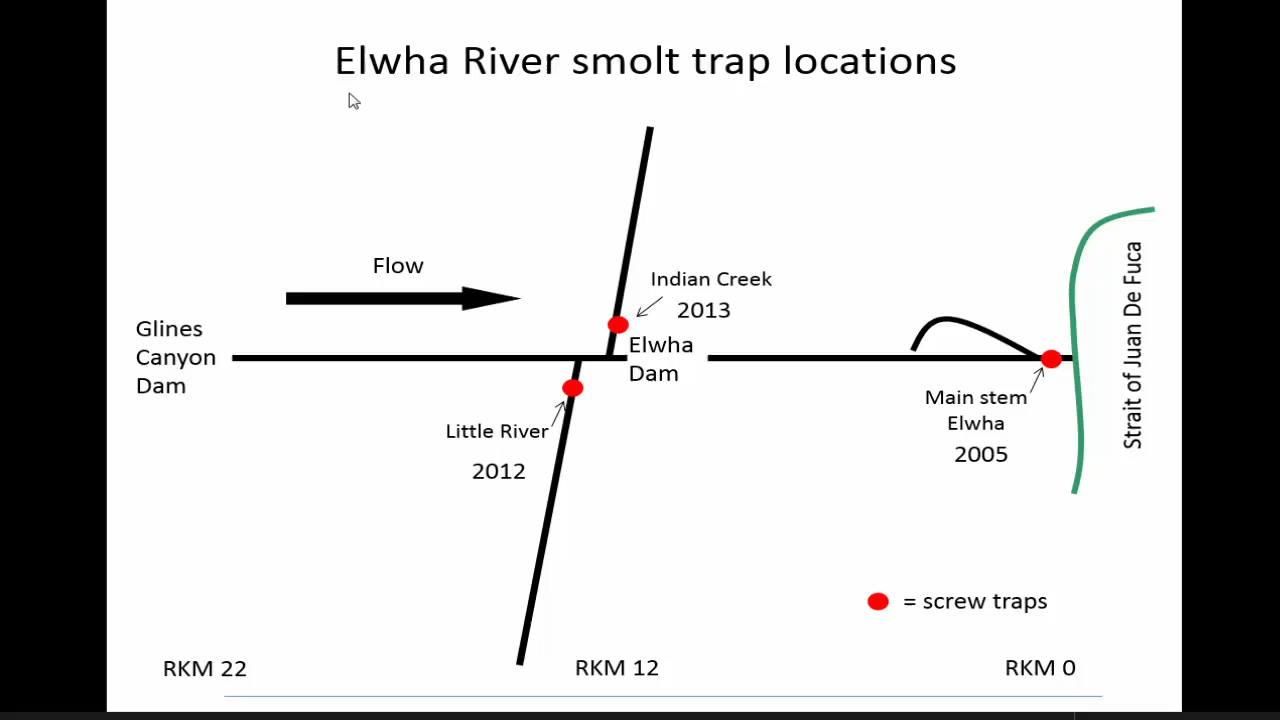 Elwha River smolt trap locations
Flow
Indian Creek
2013
Glines
Canyon
Dam
Elwha
Dam
Little River
2012
Main stem
Elwha
2005
Strait of Juan De Fuca
= screw traps
RKM 22
RKM 12
RKM 0